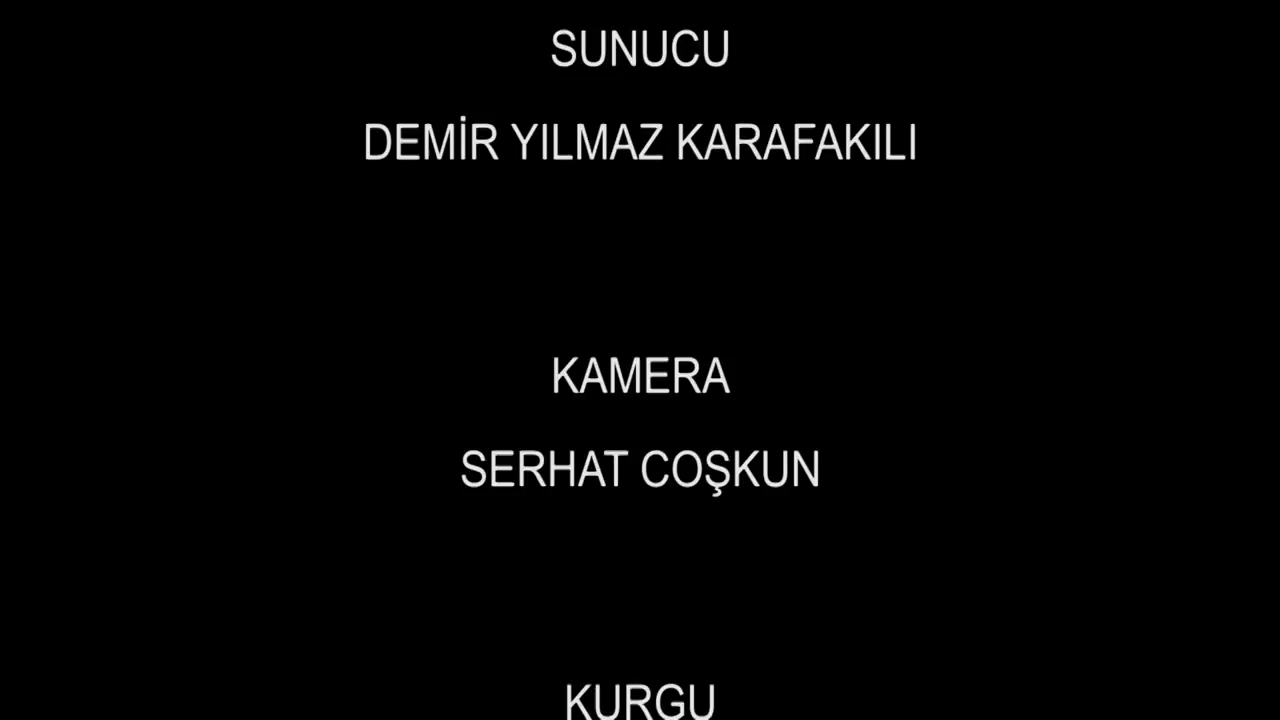 SUNUCU
DEMİR YILMAZ KARAFAKILI
KAMERA
SERHAT COŞKUN
KURGU